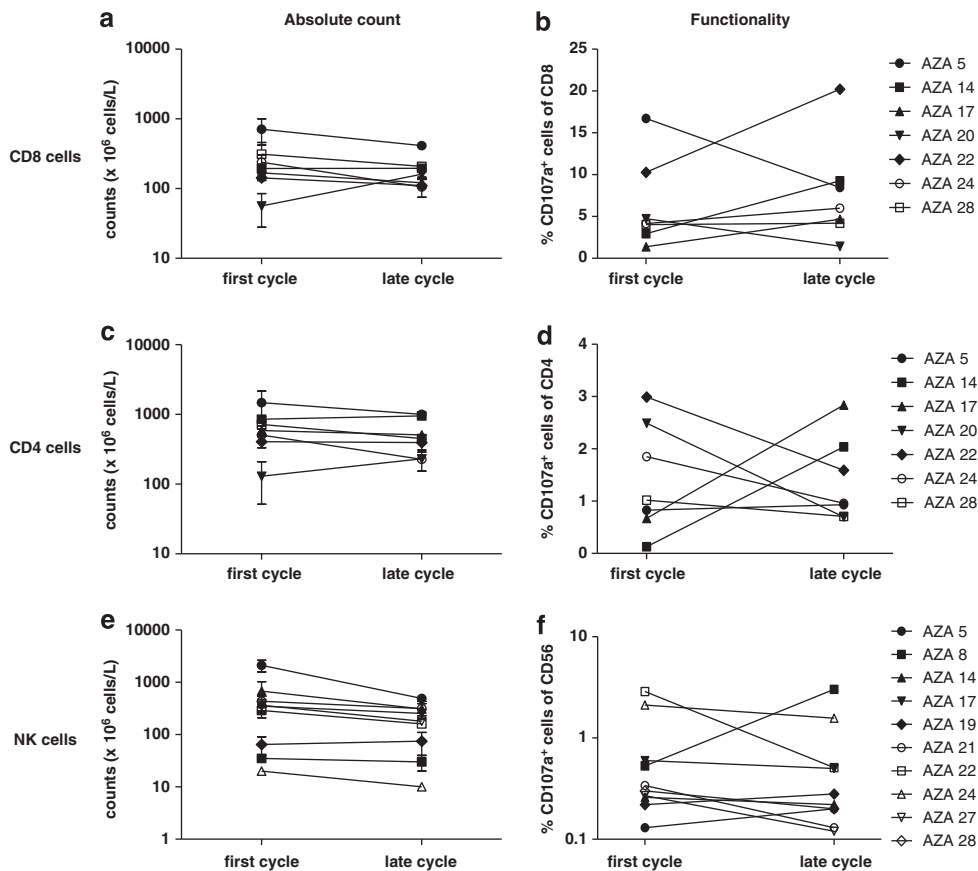 a
Absolute count
b
Functionality
CD8 cells
counts (x 10⁶ cells/L)
10000
1000
100
10
first cycle
late cycle
% CD107a⁺ cells of CD8
25
20
15
10
5
0
first cycle
late cycle
AZA 5
AZA 14
AZA 17
AZA 20
AZA 22
AZA 24
AZA 28
c
d
CD4 cells
counts (x 10⁶ cells/L)
10000
1000
100
10
first cycle
late cycle
% CD107a⁺ cells of CD4
4
3
2
1
0
first cycle
late cycle
AZA 5
AZA 14
AZA 17
AZA 20
AZA 22
AZA 24
AZA 28
e
f
NK cells
counts (x 10⁶ cells/L)
10000
1000
100
10
1
first cycle
late cycle
% CD107a⁺ cells of CD56
10
1
0.1
first cycle
late cycle
AZA 5
AZA 8
AZA 14
AZA 17
AZA 19
AZA 21
AZA 22
AZA 24
AZA 27
AZA 28